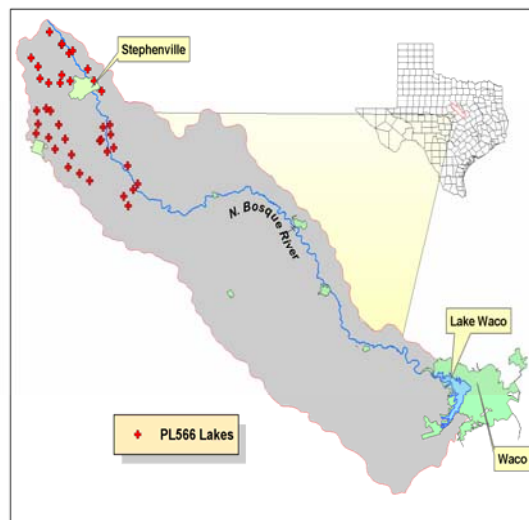 Stephenville
N. Bosque River
Lake Waco
PL566 Lakes
Waco